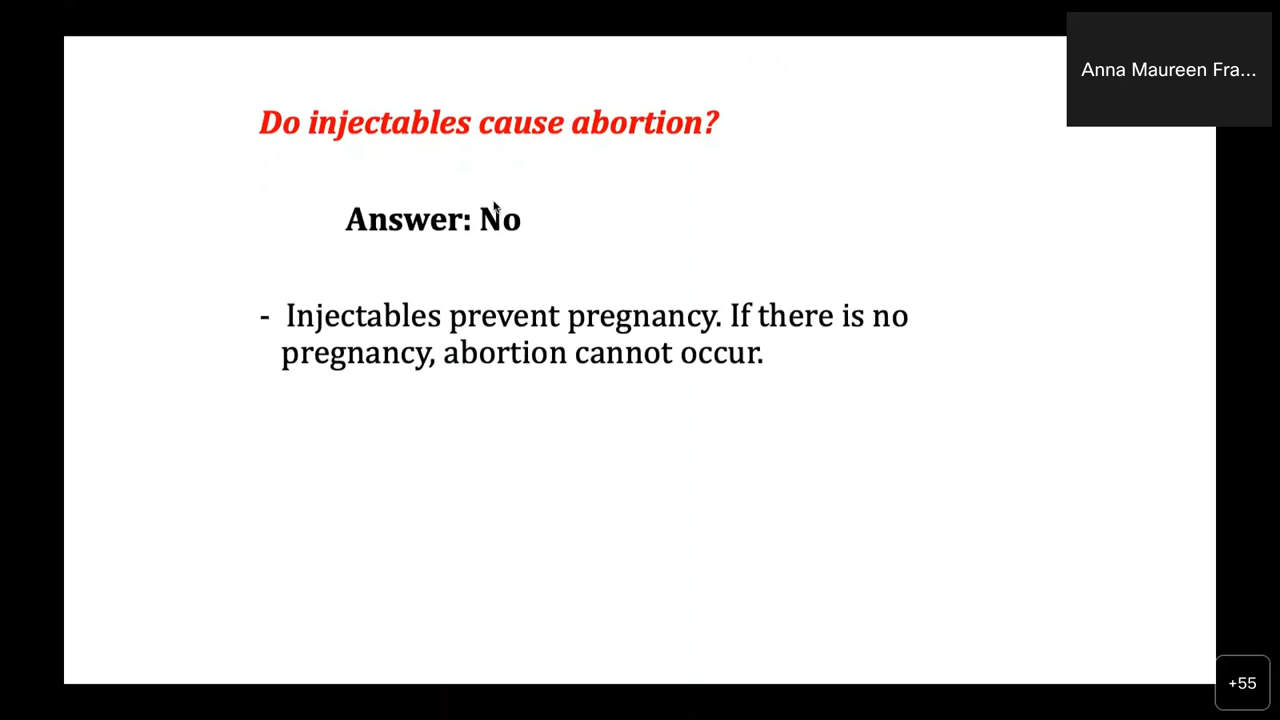 Anna Maureen Fra...
Do injectables cause abortion?
Answer: No
- Injectables prevent pregnancy. If there is no
pregnancy, abortion cannot occur.
+55